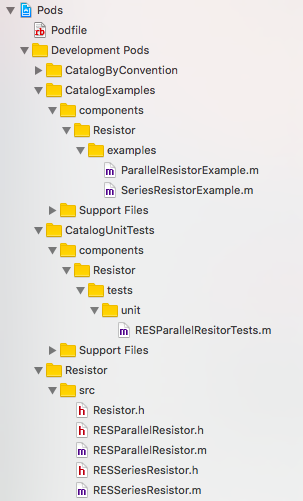 Pods
Podfile
Development Pods
CatalogByConvention
CatalogExamples
components
Resistor
examples
ParallelResistorExample.m
SeriesResistorExample.m
Support Files
CatalogUnitTests
components
Resistor
tests
unit
RESParallelResitorTests.m
Support Files
Resistor
src
Resistor.h
RESParallelResistor.h
RESParallelResistor.m
RESSeriesResistor.h
RESSeriesResistor.m